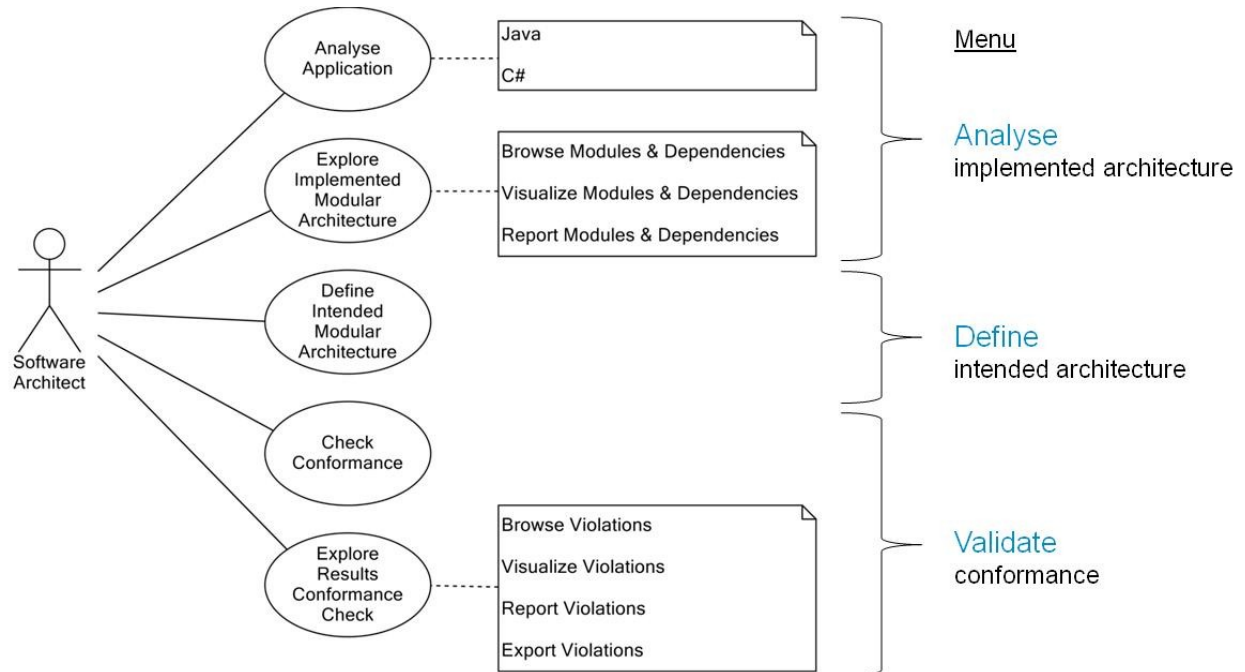 Analyse
Application
Java
C#
Menu
Analyse
implemented architecture
Explore
Implemented
Modular
Architecture
Browse Modules & Dependencies
Visualize Modules & Dependencies
Report Modules & Dependencies
Software
Architect
Define
Intended
Modular
Architecture
Define
intended architecture
Check
Conformance
Explore
Results
Conformance
Check
Browse Violations
Visualize Violations
Report Violations
Export Violations
Validate
conformance